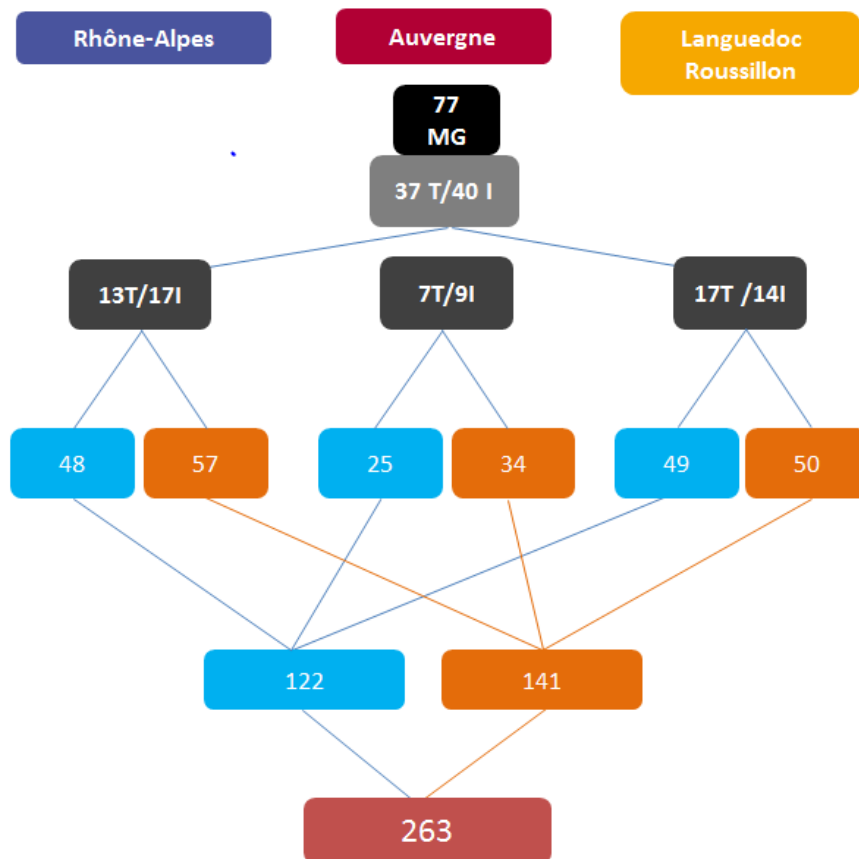 Rhône-Alpes
Auvergne
Languedoc
Roussillon
77
MG
37 T/40 I
13T/17I
7T/9I
17T /14I
48
57
25
34
49
50
122
141
263